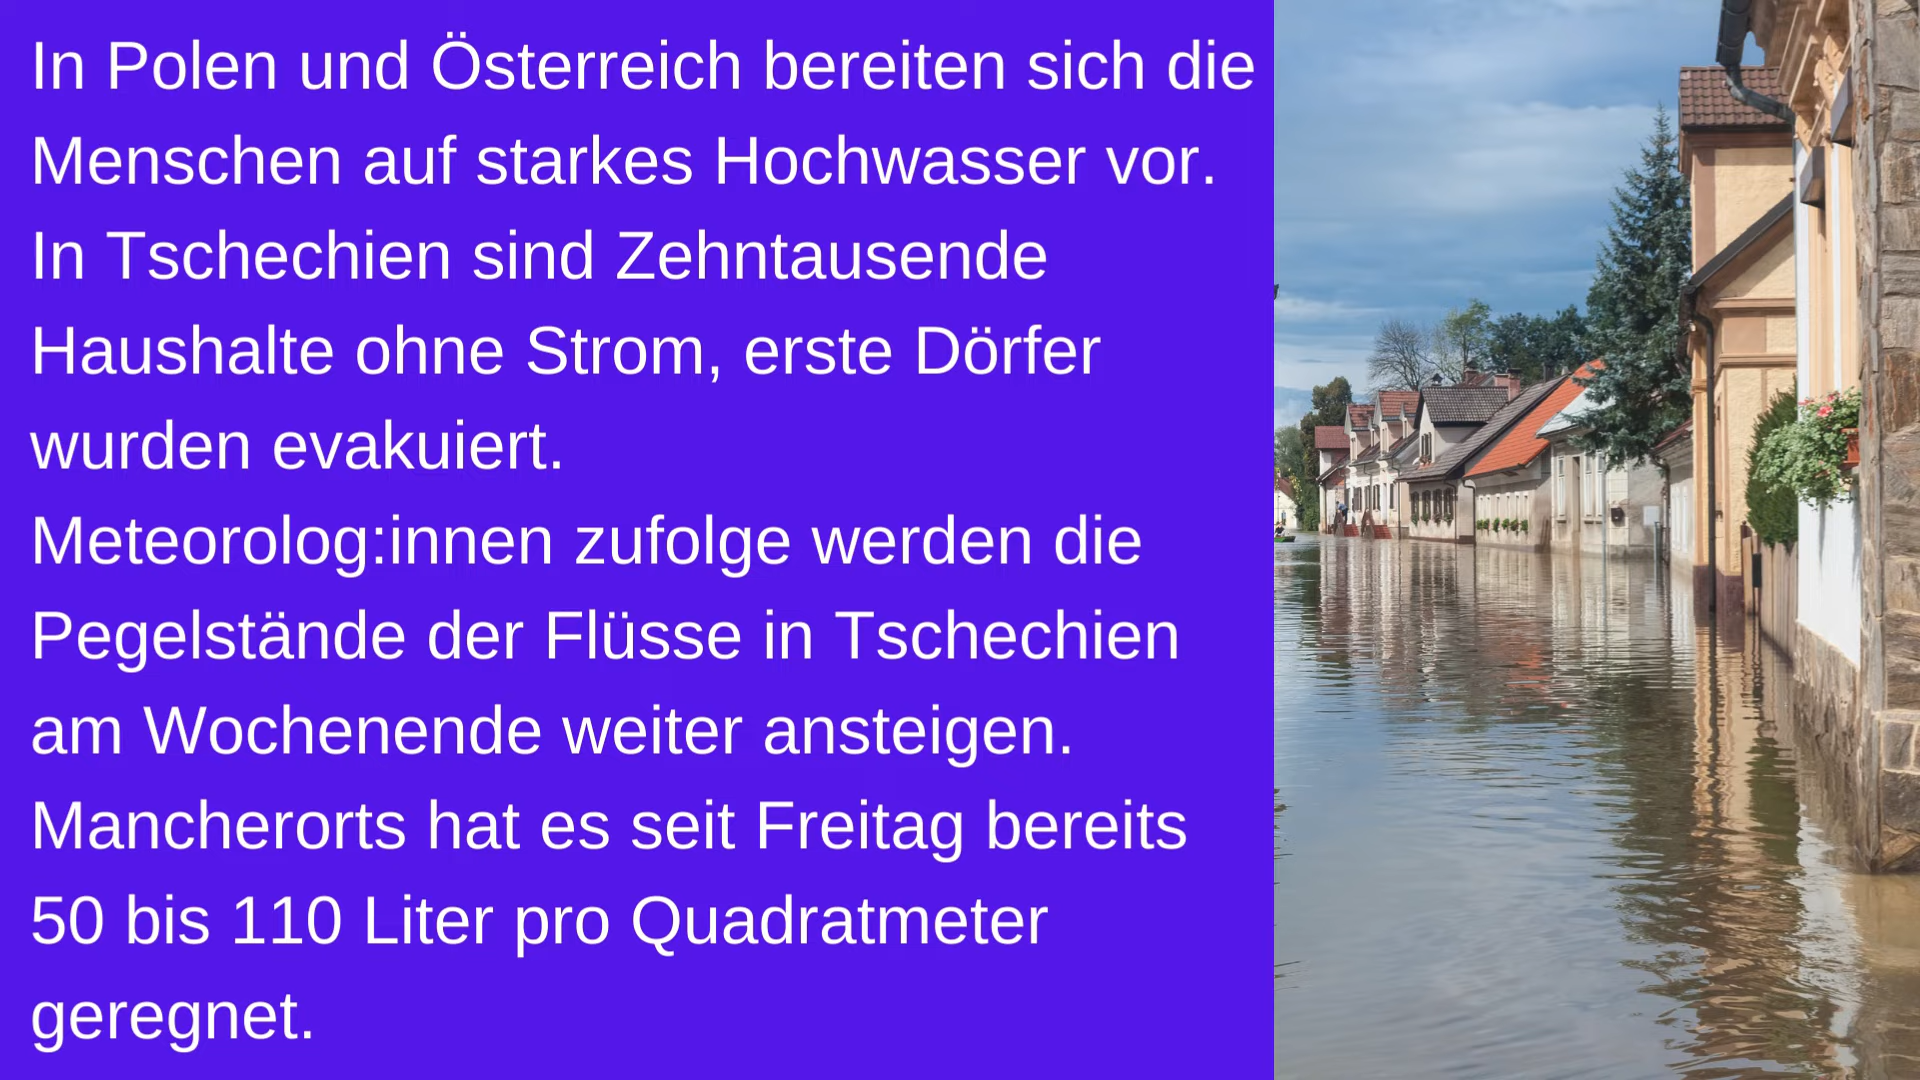 In Polen und Österreich bereiten sich die
Menschen auf starkes Hochwasser vor.
In Tschechien sind Zehntausende
Haushalte ohne Strom, erste Dörfer
wurden evakuiert.
Meteorolog:innen zufolge werden die
Pegelstände der Flüsse in Tschechien
am Wochenende weiter ansteigen.
Mancherorts hat es seit Freitag bereits
50 bis 110 Liter pro Quadratmeter
geregnet.